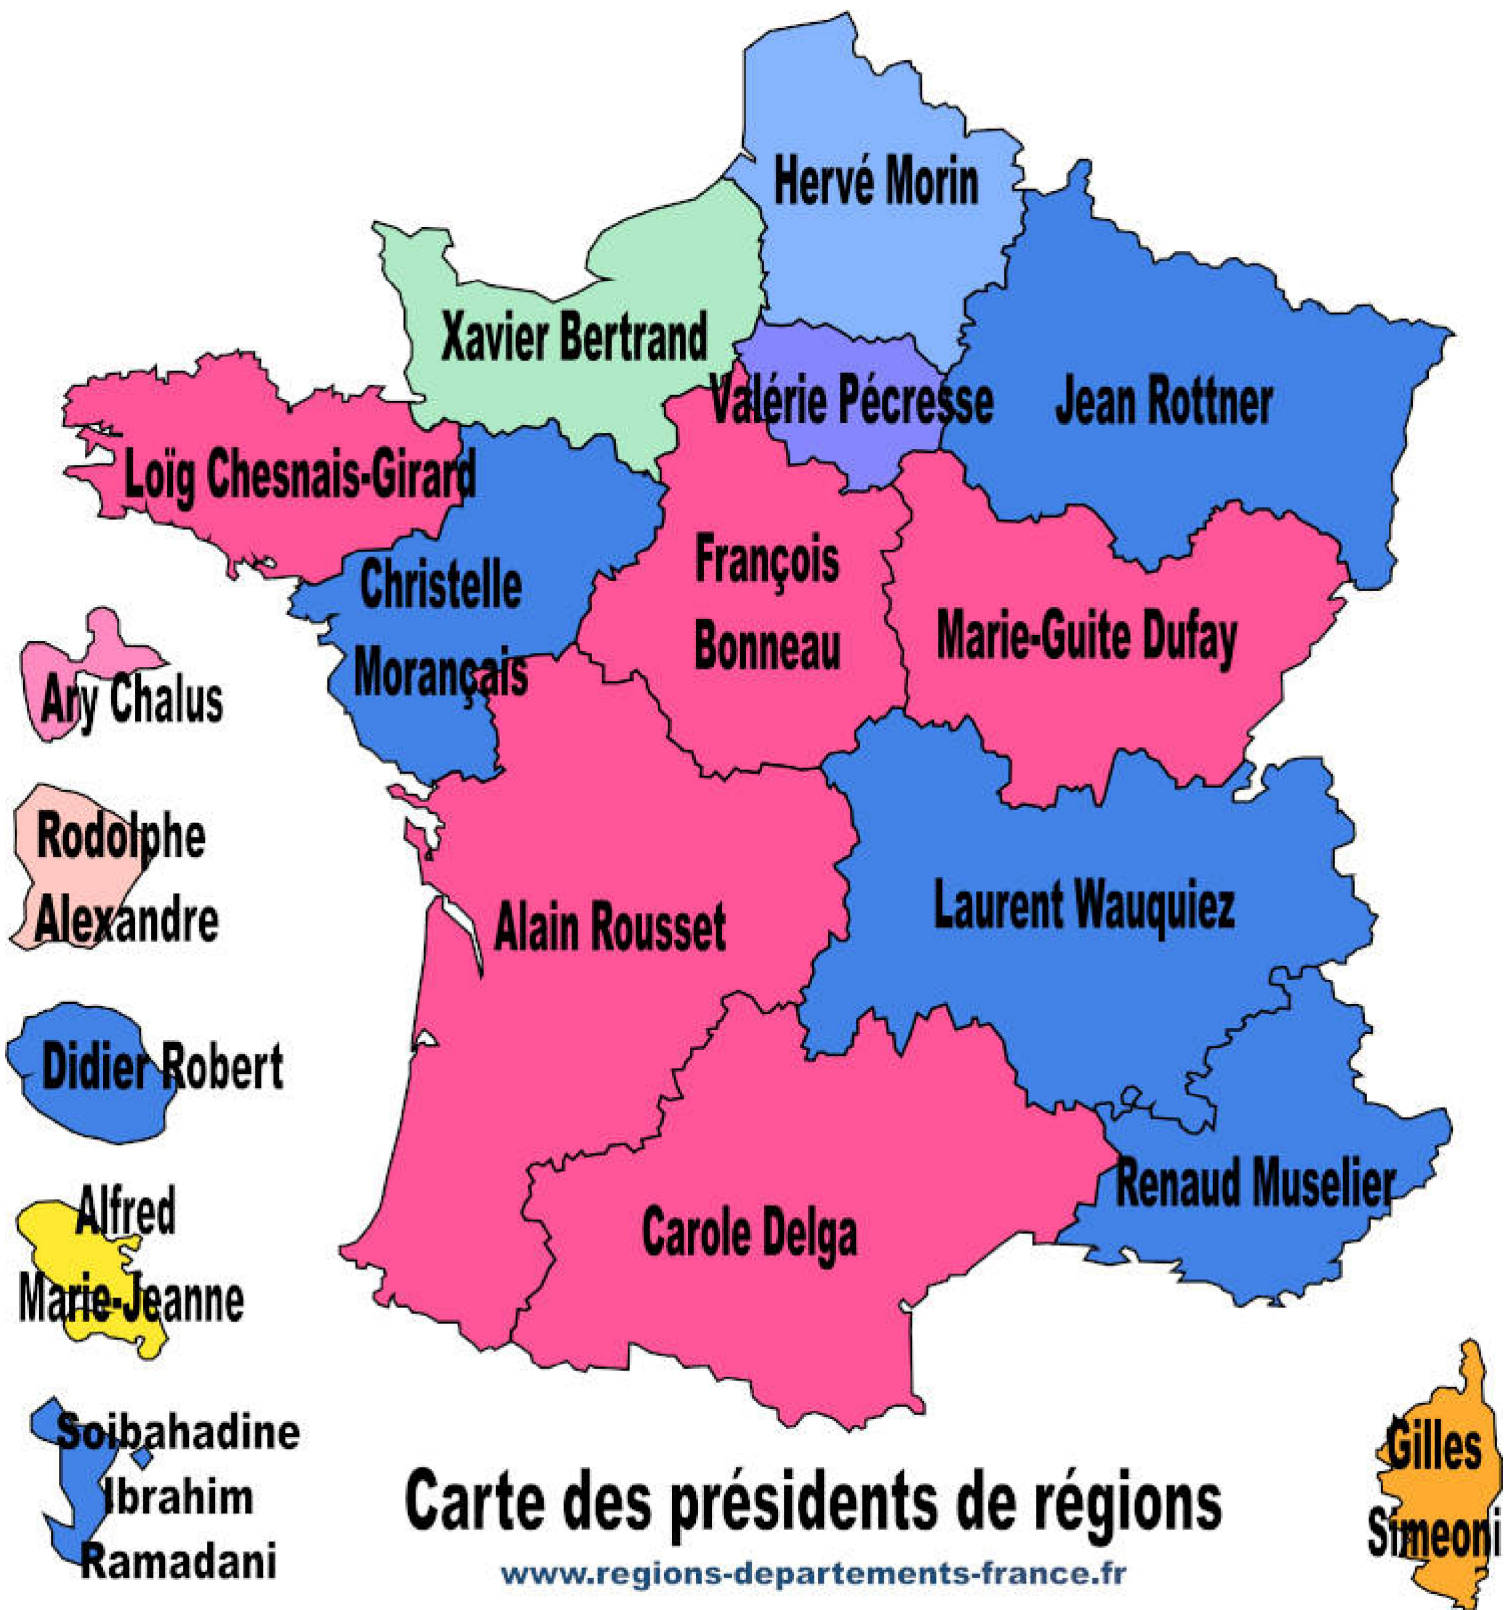 Hervé Morin
Xavier Bertrand
Valérie Pécresse
Jean Rottner
Loïg Chesnais-Girard
Christelle
Morançais
François
Bonneau
Marie-Guite Dufay
Ary Chalus
Rodolphe
Alexandre
Alain Rousset
Laurent Wauquiez
Didier Robert
Renaud Muselier
Carole Delga
Alfred
Marie-Jeanne
Soibahadine
Ibrahim
Ramadani
Gilles
Simeoni
Carte des présidents de régions
www.regions-departements-france.fr